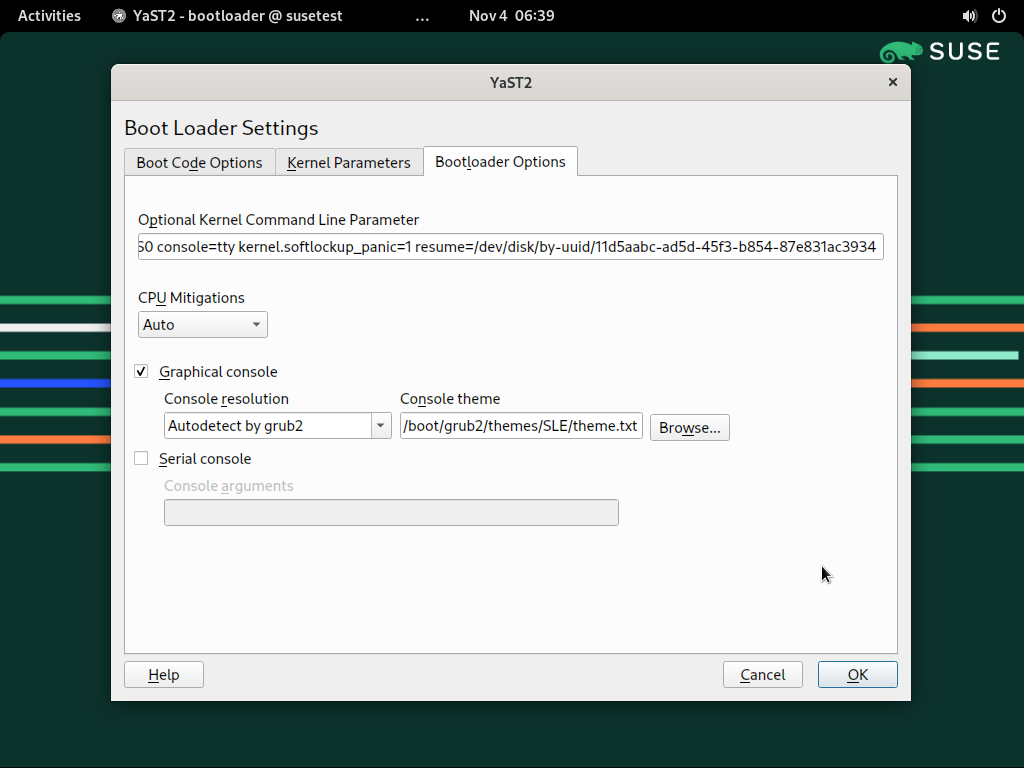 Activities YaST2 - bootloader @ susetest ... Nov 4 06:39
SUSE
YaST2
Boot Loader Settings
Boot Code Options Kernel Parameters Bootloader Options
Optional Kernel Command Line Parameter
console=tty kernel.softlockup_panic=1 resume=/dev/disk/by-uuid/11d5aabc-ad5d-45f3-b854-87e831ac3934
CPU Mitigations
Auto
Graphical console
Console resolution Console theme
Autodetect by grub2 /boot/grub2/themes/SLE/theme.txt Browse...
Serial console
Console arguments
Help Cancel OK